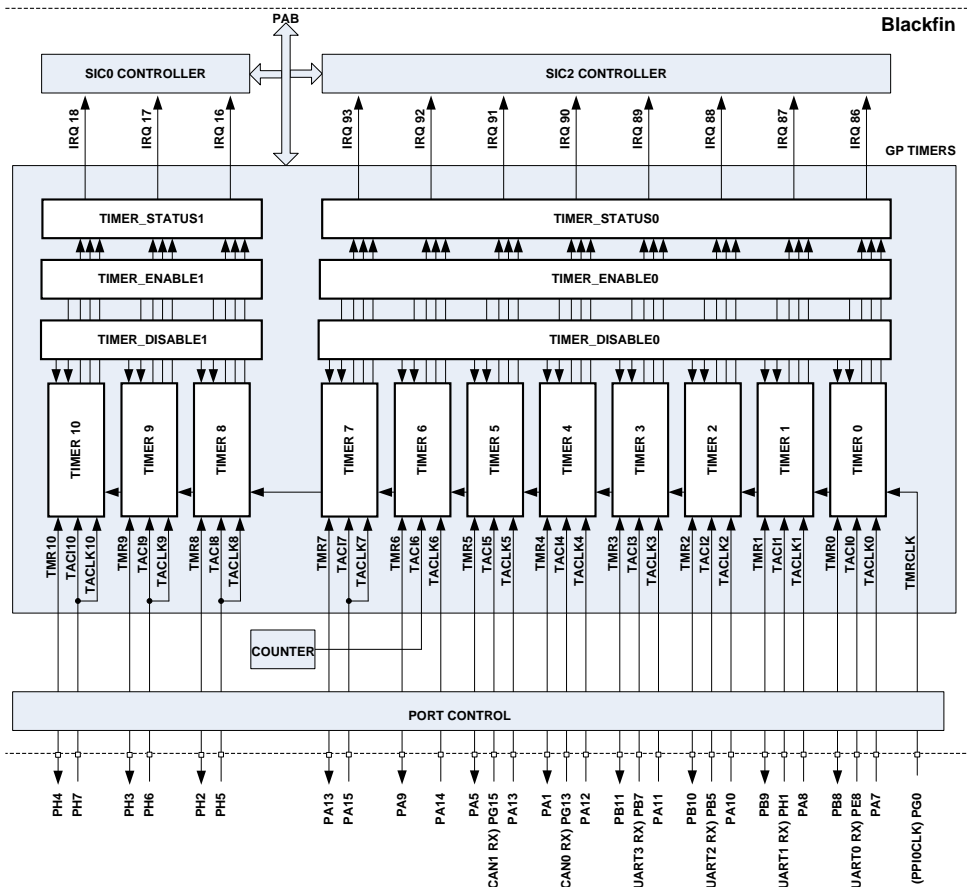 PAB
Blackfin
SIC0 CONTROLLER
SIC2 CONTROLLER
IRQ 18
IRQ 17
IRQ 16
IRQ 93
IRQ 92
IRQ 91
IRQ 90
IRQ 89
IRQ 88
IRQ 87
IRQ 86
GP TIMERS
TIMER_STATUS1
TIMER_STATUS0
TIMER_ENABLE1
TIMER_ENABLE0
TIMER_DISABLE1
TIMER_DISABLE0
TIMER 10
TIMER 9
TIMER 8
TIMER 7
TIMER 6
TIMER 5
TIMER 4
TIMER 3
TIMER 2
TIMER 1
TIMER 0
TMR10
TACI10
TACLK10
TMR9
TACI9
TACLK9
TMR8
TACI8
TACLK8
TMR7
TACI7
TACLK7
TMR6
TACI6
TACLK6
TMR5
TACI5
TACLK5
TMR4
TACI4
TACLK4
TMR3
TACI3
TACLK3
TMR2
TACI2
TACLK2
TMR1
TACI1
TACLK1
TMR0
TACI0
TACLK0
TMRCLK
COUNTER
PORT CONTROL
PH4
PH7
PH3
PH6
PH2
PH5
PA13
PA15
PA9
PA14
PA5
CAN1 RX) PG15
PA13
PA1
CAN0 RX) PG13
PA12
PB11
UART3 RX) PB7
PA11
PB10
UART2 RX) PB5
PA10
PB9
UART1 RX) PH1
PA8
PB8
UART0 RX) PE8
PA7
(PPI0CLK) PG0